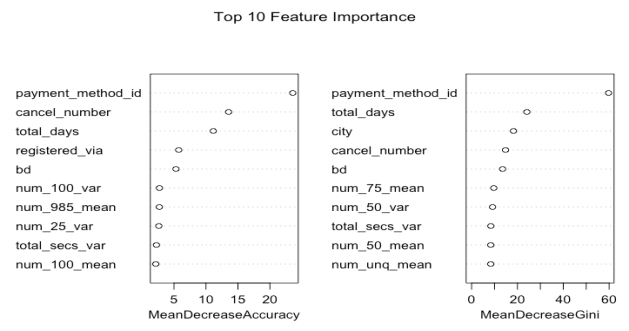 Top 10 Feature Importance
payment_method_id
cancel_number
total_days
registered_via
bd
num_100_var
num_985_mean
num_25_var
total_secs_var
num_100_mean
5 10 15 20
MeanDecreaseAccuracy
payment_method_id
total_days
city
cancel_number
bd
num_75_mean
num_50_var
total_secs_var
num_50_mean
num_unq_mean
0 20 40 60
MeanDecreaseGini